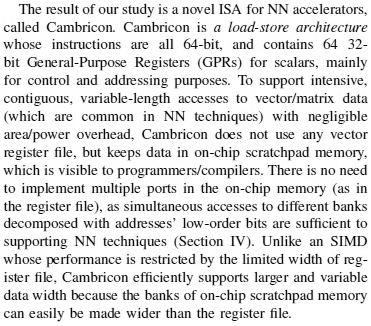 The result of our study is a novel ISA for NN accelerators,
called Cambricon. Cambricon is a load-store architecture
whose instructions are all 64-bit, and contains 64 32-
bit General-Purpose Registers (GPRs) for scalars, mainly
for control and addressing purposes. To support intensive,
contiguous, variable-length accesses to vector/matrix data
(which are common in NN techniques) with negligible
area/power overhead, Cambricon does not use any vector
register file, but keeps data in on-chip scratchpad memory,
which is visible to programmers/compilers. There is no need
to implement multiple ports in the on-chip memory (as in
the register file), as simultaneous accesses to different banks
decomposed with addresses' low-order bits are sufficient to
supporting NN techniques (Section IV). Unlike an SIMD
whose performance is restricted by the limited width of reg-
ister file, Cambricon efficiently supports larger and variable
data width because the banks of on-chip scratchpad memory
can easily be made wider than the register file.